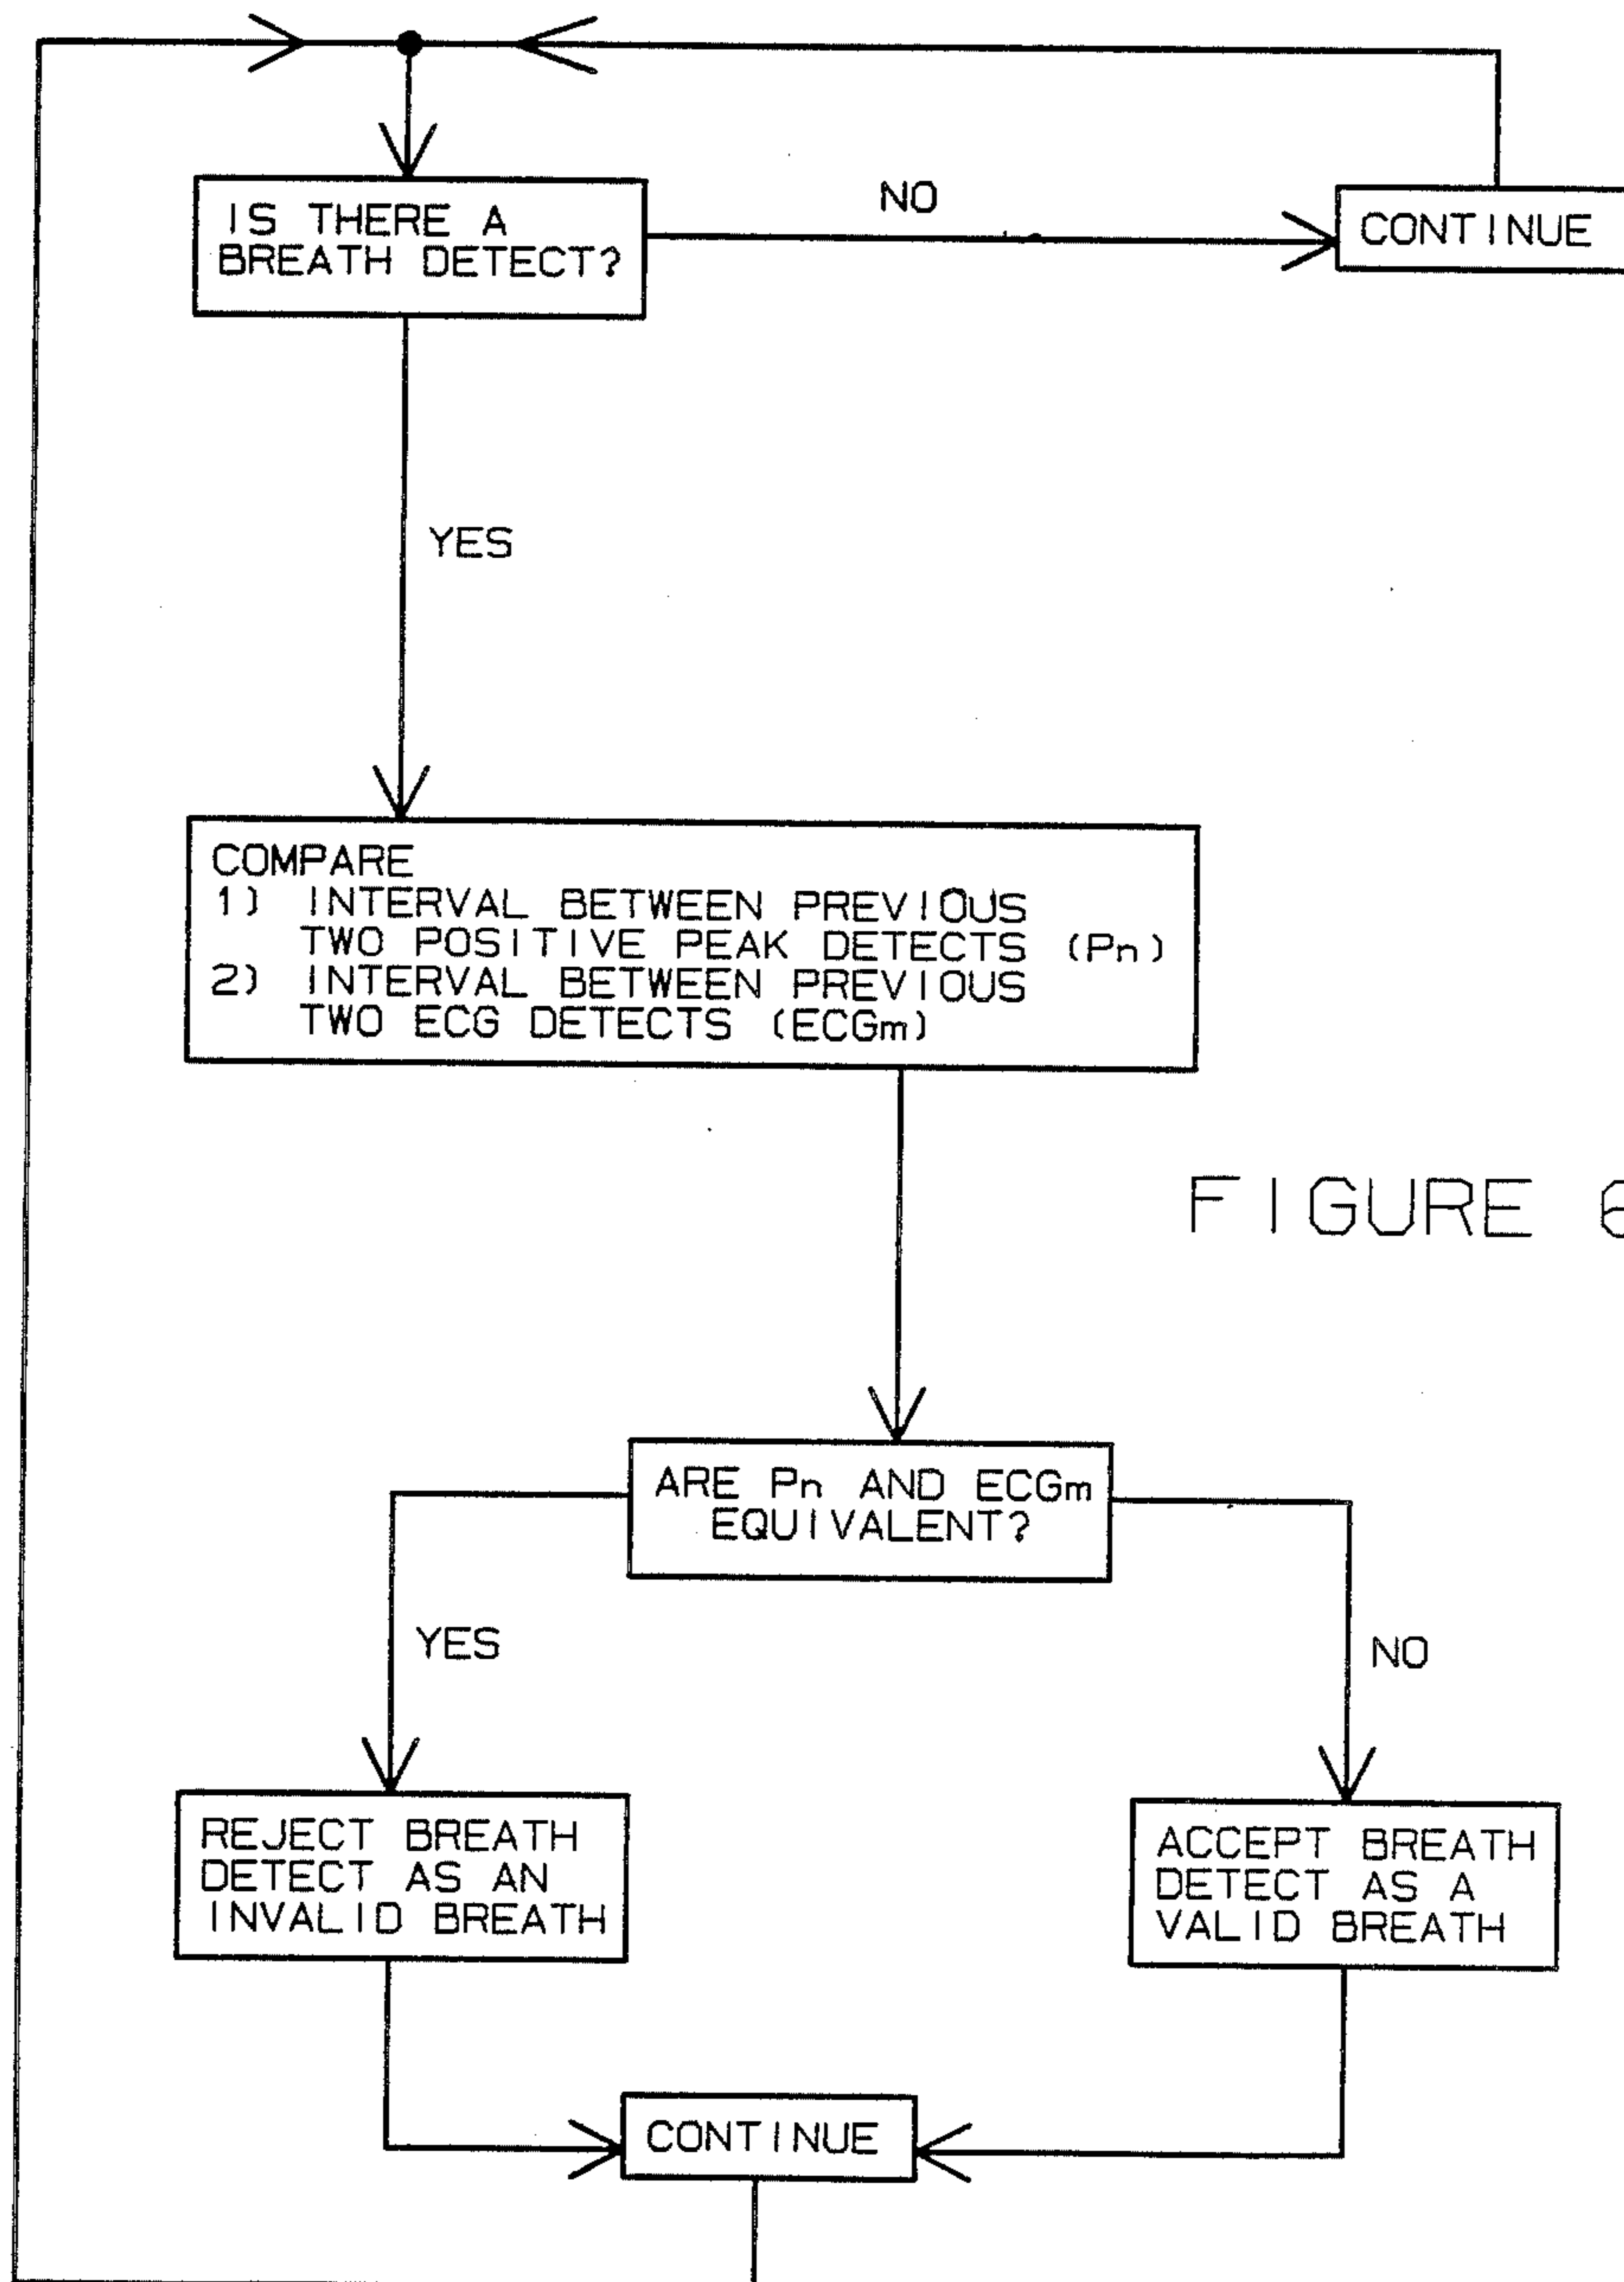 IS THERE A
BREATH DETECT?
NO
CONTINUE
YES
COMPARE
1) INTERVAL BETWEEN PREVIOUS
TWO POSITIVE PEAK DETECTS (Pn)
2) INTERVAL BETWEEN PREVIOUS
TWO ECG DETECTS (ECGm)
FIGURE 6
ARE Pn AND ECGm
EQUIVALENT?
YES
NO
REJECT BREATH
DETECT AS AN
INVALID BREATH
ACCEPT BREATH
DETECT AS A
VALID BREATH
CONTINUE